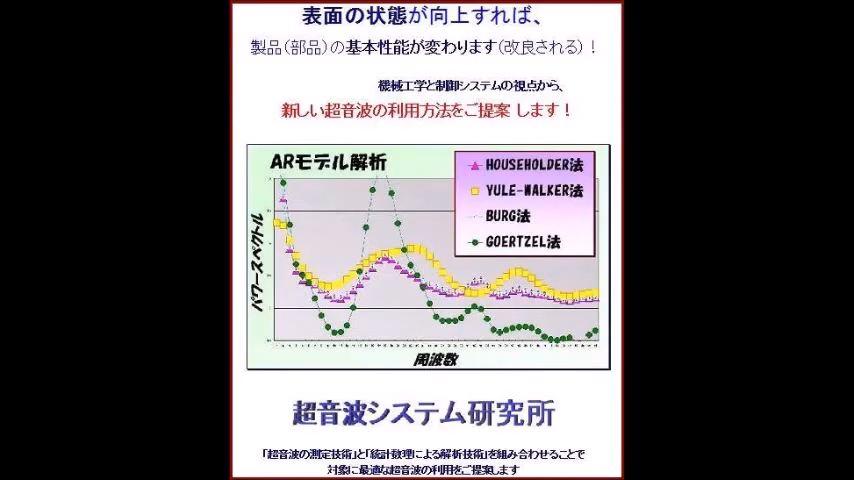 表面の状態が向上すれば、
製品（部品）の基本性能が変わります（改良される）！
機械工学と制御システムの視点から、
新しい超音波の利用方法をご提案 します！
ARモデル解析
HOUSEHOLDER法
YULE-WALKER法
BURG法
GOERTZEL法
パワースペクトル
周波数
超音波システム研究所
「超音波の測定技術」と「統計数理による解析技術」を組み合わせることで
対象に最適な超音波の利用をご提案します